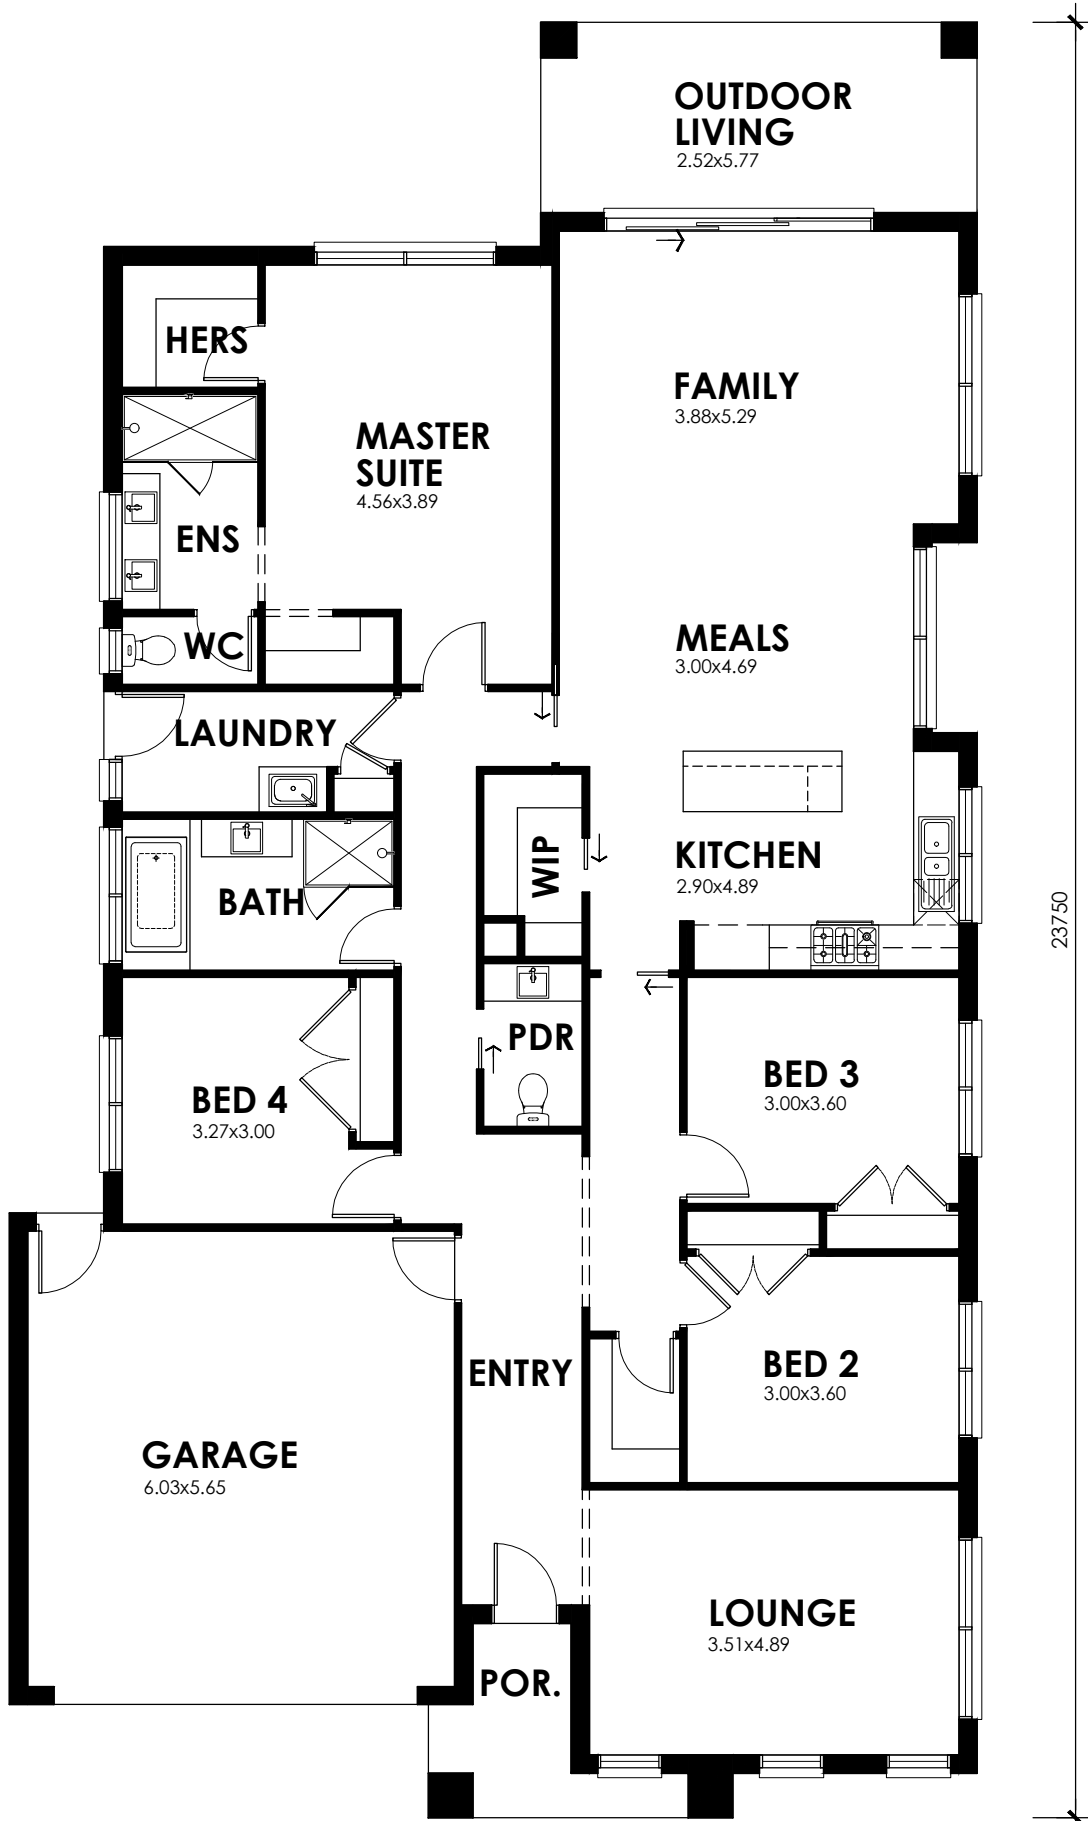 OUTDOOR
LIVING
2.52x5.77
HERS
FAMILY
3.88x5.29
MASTER
SUITE
4.56x3.89
ENS
WC
MEALS
3.00x4.69
LAUNDRY
WIP
KITCHEN
2.90x4.89
BATH
23750
PDR
BED 4
3.27x3.00
BED 3
3.00x3.60
ENTRY
BED 2
3.00x3.60
GARAGE
6.03x5.65
LOUNGE
3.51x4.89
POR.